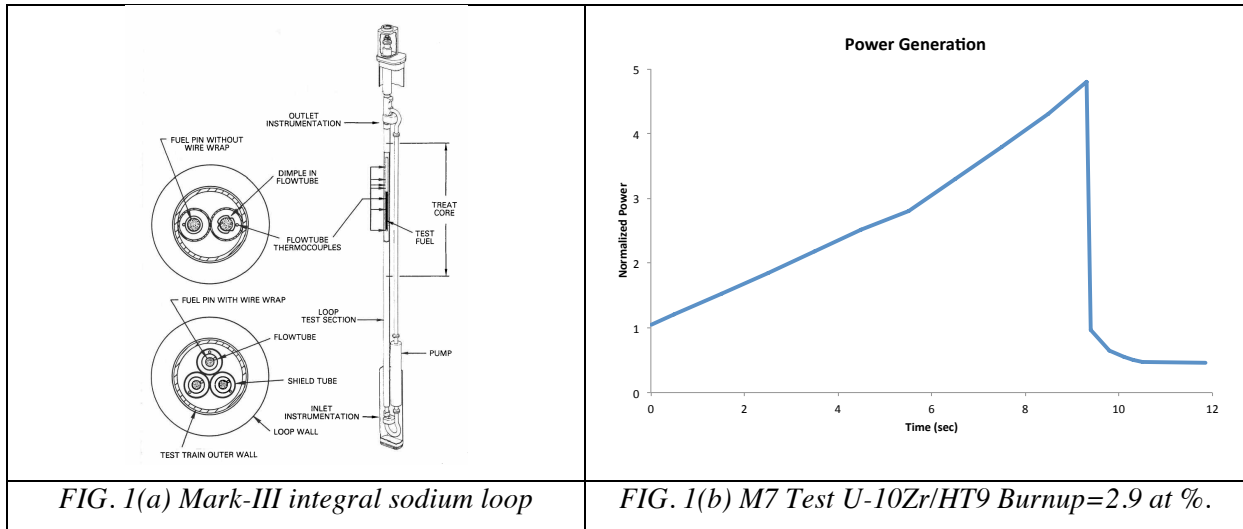 OUTLET
INSTRUMENTATION
FUEL PIN WITHOUT
WIRE WRAP
DIMPLE IN
FLOWTUBE
TREAT
CORE
FLOWTUBE
THERMOCOUPLES
TEST
FUEL
FUEL PIN WITH WIRE WRAP
LOOP
TEST SECTION
FLOWTUBE
PUMP
SHIELD TUBE
INLET
INSTRUMENTATION
LOOP WALL
TEST TRAIN OUTER WALL
Power Generation
Normalized Power
5
4
3
2
1
0
0 2 4 6 8 10 12
Time (sec)
FIG. 1(a) Mark-III integral sodium loop
FIG. 1(b) M7 Test U-10Zr/HT9 Burnup=2.9 at %.